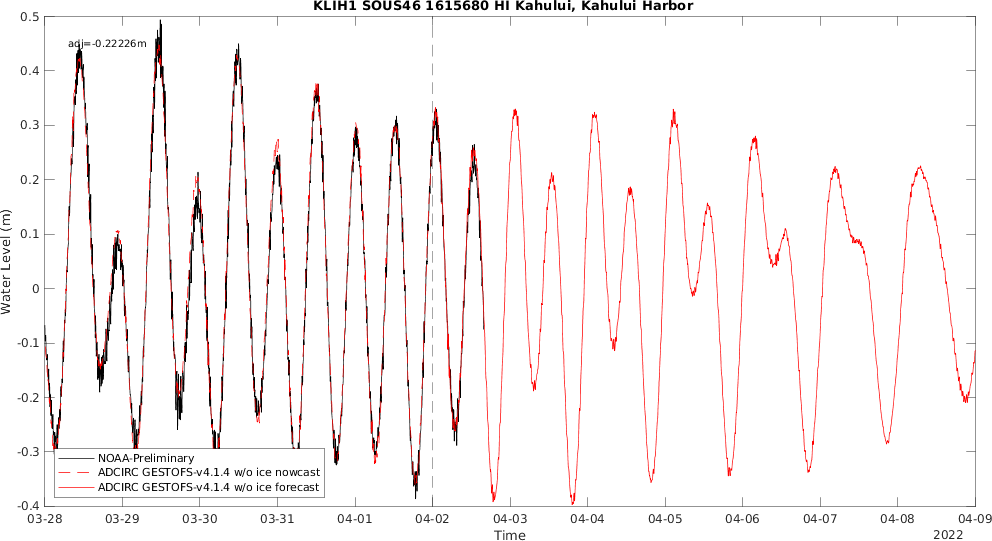 KLIH1 SOUS46 1615680 HI Kahului, Kahului Harbor
0.5
adj=-0.22226m
0.4
0.3
0.2
0.1
0
-0.1
-0.2
-0.3
-0.4
Water Level (m)
NOAA-Preliminary
ADCIRC GESTOFS-v4.1.4 w/o ice nowcast
ADCIRC GESTOFS-v4.1.4 w/o ice forecast
03-28 03-29 03-30 03-31 04-01 04-02 04-03 04-04 04-05 04-06 04-07 04-08 04-09
Time
2022